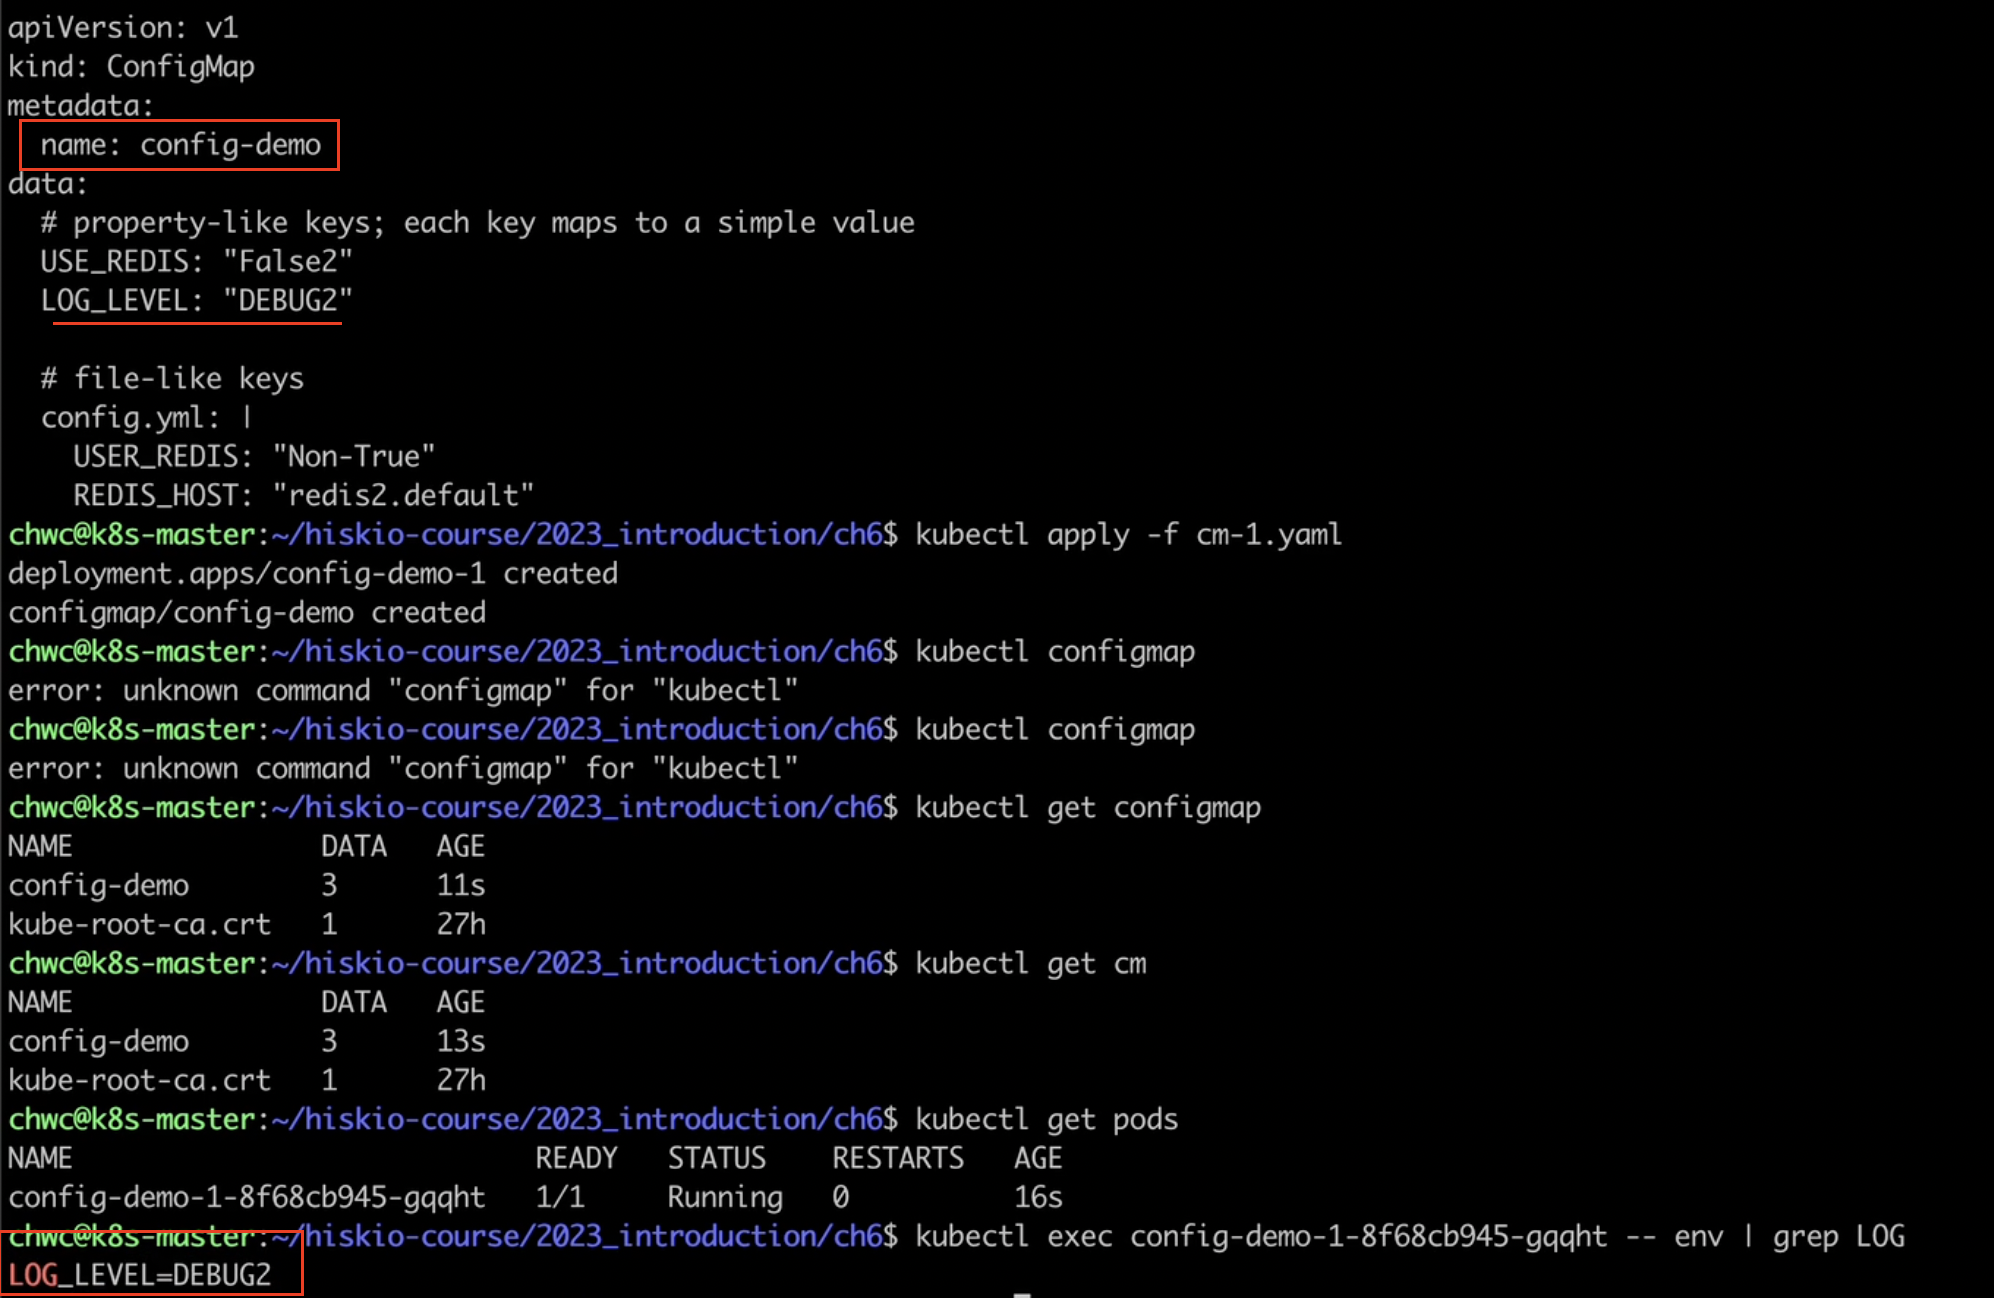 apiVersion: v1
kind: ConfigMap
metadata:
  name: config-demo
data:
  # property-like keys; each key maps to a simple value
  USE_REDIS: "False2"
  LOG_LEVEL: "DEBUG2"

  # file-like keys
  config.yml: |
    USER_REDIS: "Non-True"
    REDIS_HOST: "redis2.default"
chwc@k8s-master:~/hiskio-course/2023_introduction/ch6$ kubectl apply -f cm-1.yaml
deployment.apps/config-demo-1 created
configmap/config-demo created
chwc@k8s-master:~/hiskio-course/2023_introduction/ch6$ kubectl configmap
error: unknown command "configmap" for "kubectl"
chwc@k8s-master:~/hiskio-course/2023_introduction/ch6$ kubectl configmap
error: unknown command "configmap" for "kubectl"
chwc@k8s-master:~/hiskio-course/2023_introduction/ch6$ kubectl get configmap
NAME               DATA   AGE
config-demo        3      11s
kube-root-ca.crt   1      27h
chwc@k8s-master:~/hiskio-course/2023_introduction/ch6$ kubectl get cm
NAME               DATA   AGE
config-demo        3      13s
kube-root-ca.crt   1      27h
chwc@k8s-master:~/hiskio-course/2023_introduction/ch6$ kubectl get pods
NAME                            READY   STATUS    RESTARTS   AGE
config-demo-1-8f68cb945-gqqht   1/1     Running   0          16s
chwc@k8s-master:~/hiskio-course/2023_introduction/ch6$ kubectl exec config-demo-1-8f68cb945-gqqht -- env | grep LOG
LOG_LEVEL=DEBUG2